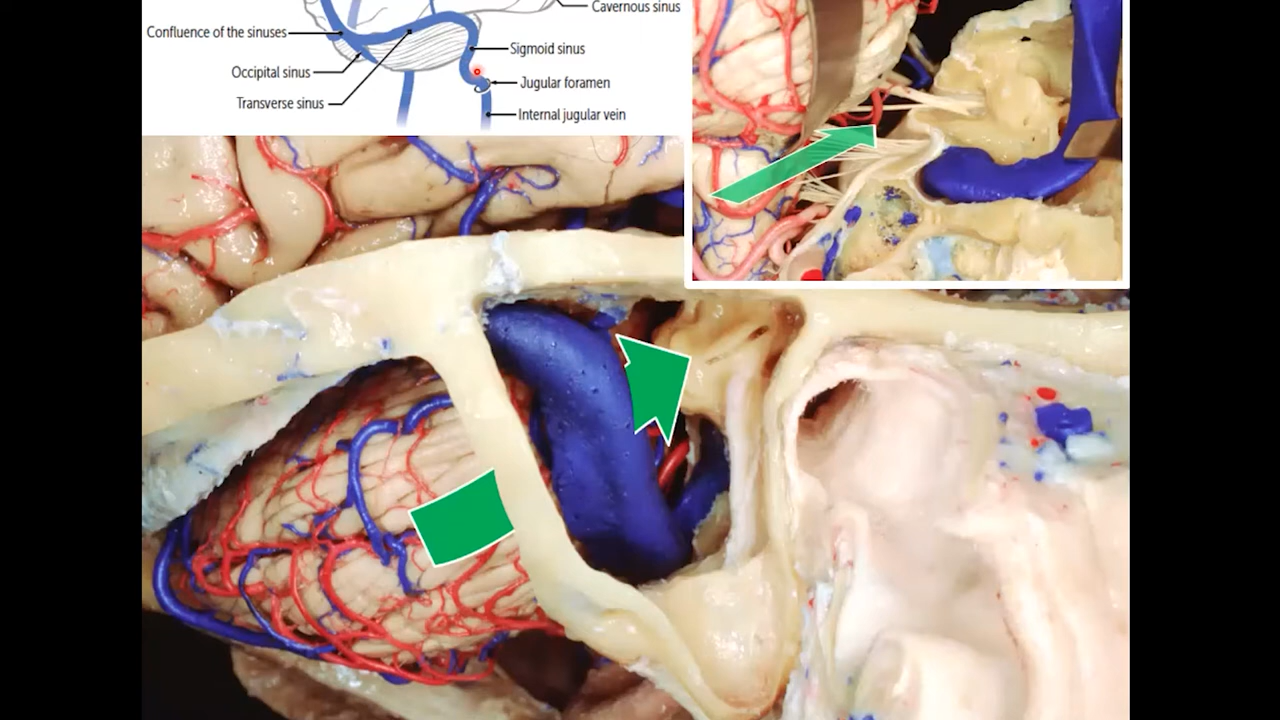 Cavernous sinus
Confluence of the sinuses
Sigmoid sinus
Occipital sinus
Jugular foramen
Transverse sinus
Internal jugular vein